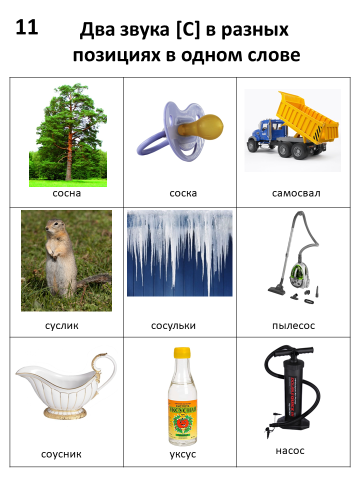 11
Два звука [С] в разных
позициях в одном слове
сосна
соска
самосвал
суслик
сосульки
пылесос
соусник
уксус
насос